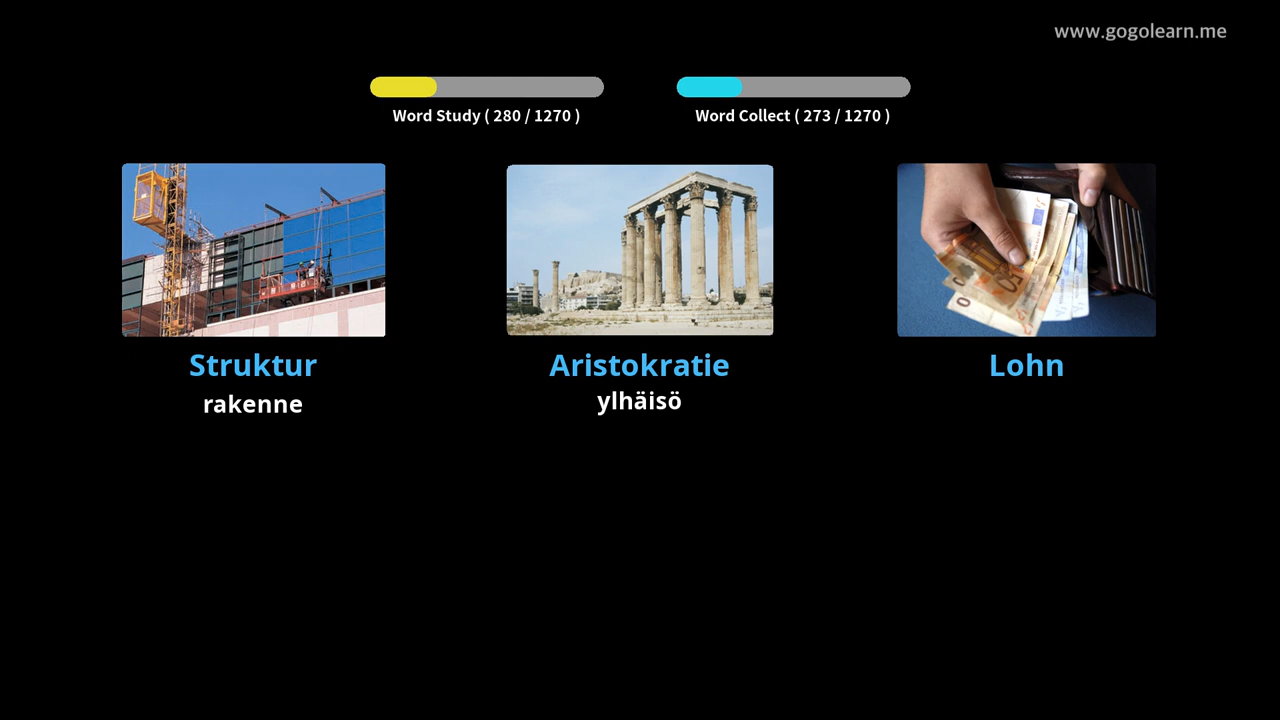 www.gogolearn.me
Word Study ( 280 / 1270 )
Word Collect ( 273 / 1270 )
Struktur
rakenne
Aristokratie
ylhäisö
Lohn